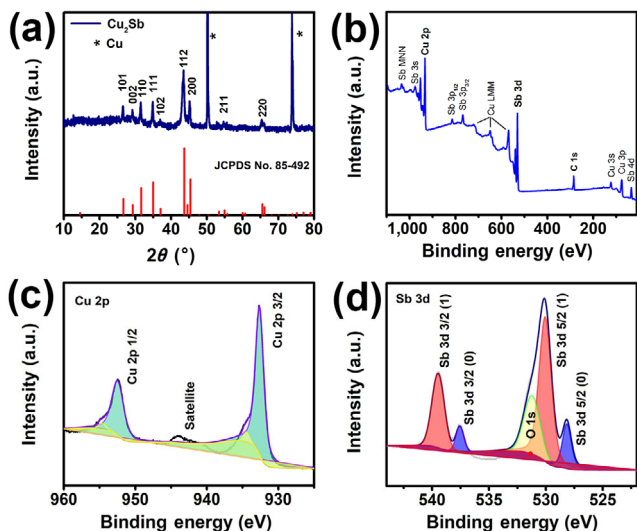 (a)
Cu₂Sb
* Cu
*
*
101
002
110
111
102
112
200
211
220
JCPDS No. 85-492
Intensity (a.u.)
10 20 30 40 50 60 70 80
2θ (°)
(b)
Sb MNN
Sb 3s
Cu 2p
Sb 3p1/2
Sb 3p3/2
Cu LMM
Sb 3d
C 1s
Cu 3s
Cu 3p
Sb 4d
Intensity (a.u.)
1,000 800 600 400 200
Binding energy (eV)
(c)
Cu 2p
Cu 2p 1/2
Satellite
Cu 2p 3/2
Intensity (a.u.)
960 950 940 930
Binding energy (eV)
(d)
Sb 3d
Sb 3d 3/2 (1)
Sb 3d 3/2 (0)
O 1s
Sb 3d 5/2 (1)
Sb 3d 5/2 (0)
Intensity (a.u.)
540 535 530 525
Binding energy (eV)